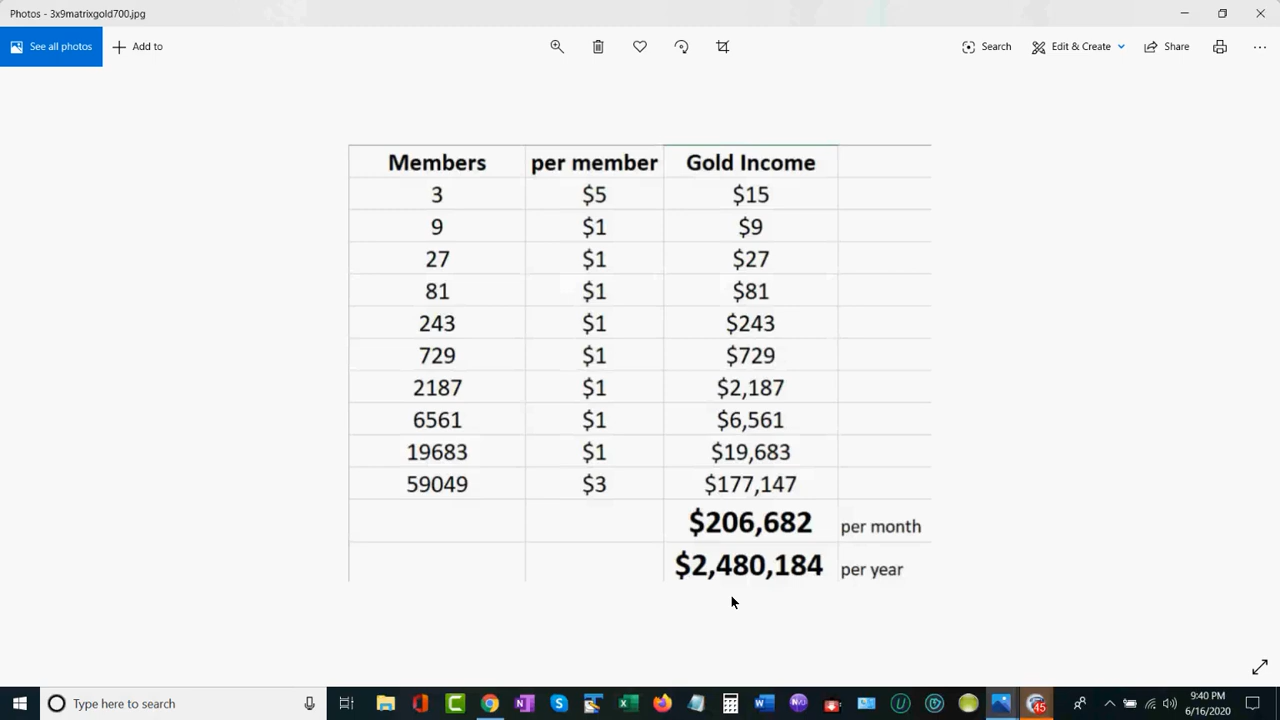 Photos - 3x9matrixgold700.jpg
See all photos
Add to
Search
Edit & Create
Share
Members per member Gold Income
3 $5 $15
9 $1 $9
27 $1 $27
81 $1 $81
243 $1 $243
729 $1 $729
2187 $1 $2,187
6561 $1 $6,561
19683 $1 $19,683
59049 $3 $177,147
$206,682 per month
$2,480,184 per year
Type here to search
45
9:40 PM
6/16/2020